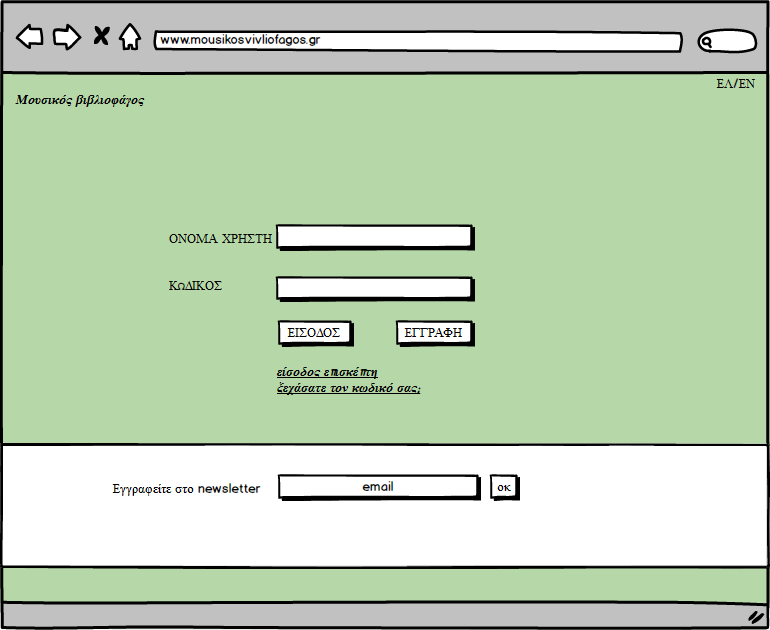 www.mousikosvivliofagos.gr
ΕΛ/ΕΝ
Μουσικός βιβλιοφάγος
ΟΝΟΜΑ ΧΡΗΣΤΗ
ΚΩΔΙΚΟΣ
ΕΙΣΟΔΟΣ ΕΓΓΡΑΦΗ
είσοδος επισκέπτη
ξεχάσατε τον κωδικό σας;
Εγγραφείτε στο newsletter email οκ